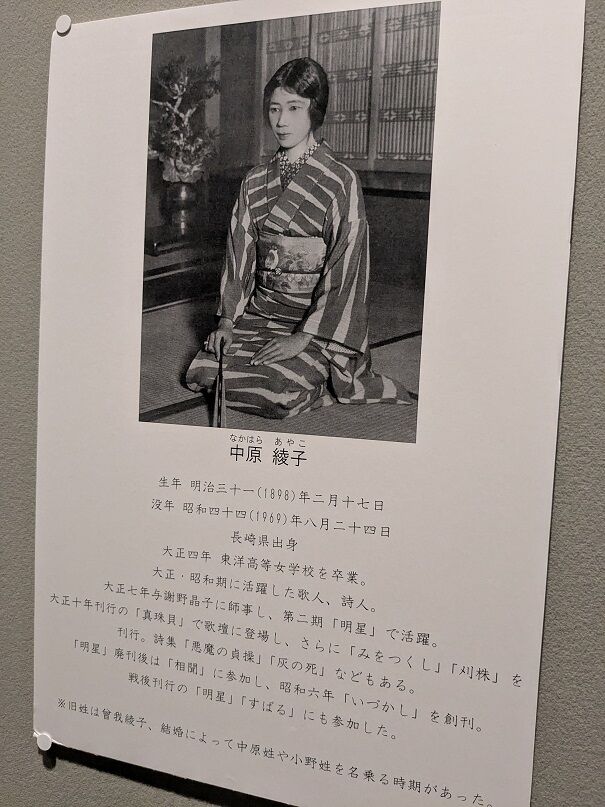 なかはら あやこ
中原 綾子
生年 明治三十一(1898)年二月十七日
没年 昭和四十四(1969)年八月二十四日
長崎県出身
大正四年 東洋高等女学校を卒業。
大正・昭和期に活躍した歌人、詩人。
大正七年与謝野晶子に師事し、第二期「明星」で活躍。
大正十年刊行の「真珠貝」で歌壇に登場し、さらに「みをつくし」「刈株」を
刊行。詩集「悪魔の貞操」「灰の死」などもある。
「明星」廃刊後は「相聞」に参加し、昭和六年「いづかし」を創刊。
戦後刊行の「明星」「すばる」にも参加した。
※旧姓は曾我綾子、結婚によって中原姓や小野姓を名乗る時期があった。